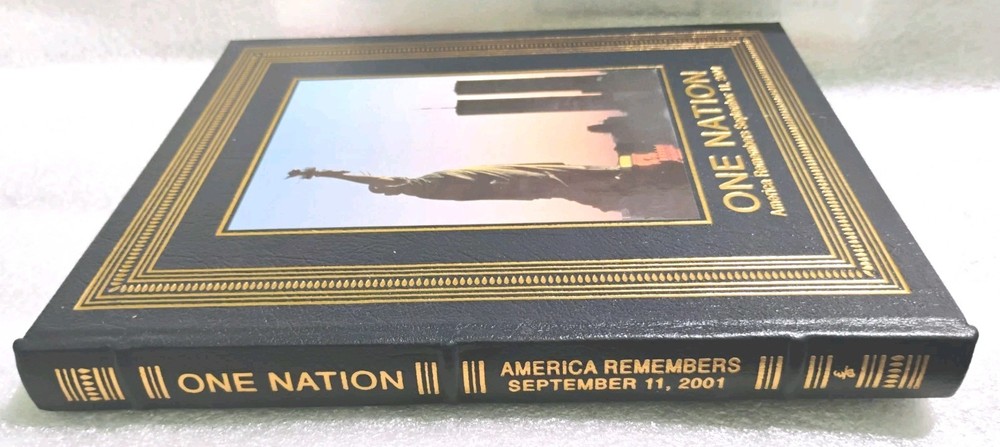 ONE NATION
America Remembers September 11, 2001
ONE NATION
AMERICA REMEMBERS
SEPTEMBER 11, 2001